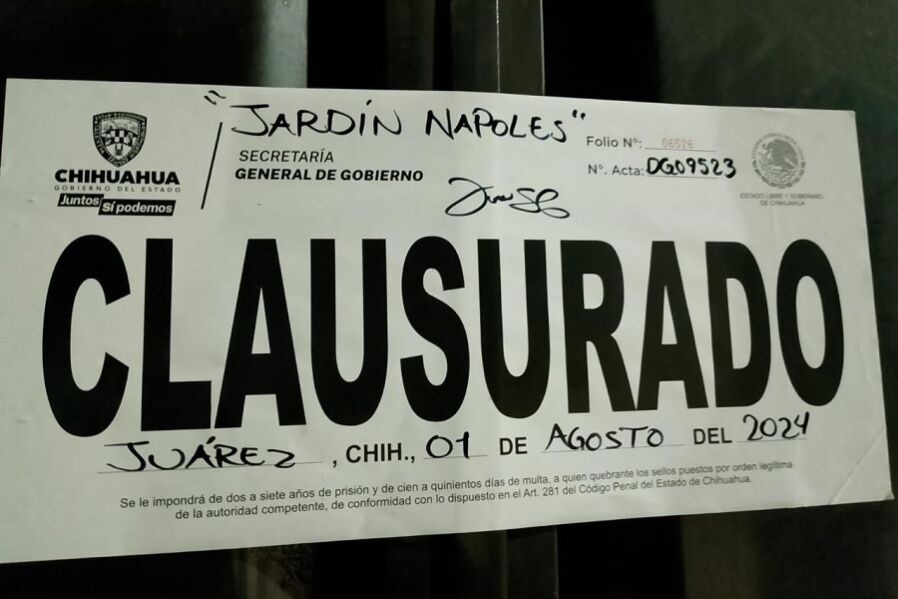 "JARDÍN NAPOLES"
CHIHUAHUA
GOBIERNO DEL ESTADO
Juntos Sí podemos
SECRETARÍA
GENERAL DE GOBIERNO
Folio N°: 06526
N°. Acta: DG09523
ESTADO LIBRE Y SOBERANO
DE CHIHUAHUA
CLAUSURADO
JUÁREZ, CHIH., 01 DE AGOSTO DEL 2024
Se le impondrá de dos a siete años de prisión y de cien a quinientos días de multa, a quien quebrante los sellos puestos por orden legítima
de la autoridad competente, de conformidad con lo dispuesto en el Art. 281 del Código Penal del Estado de Chihuahua.